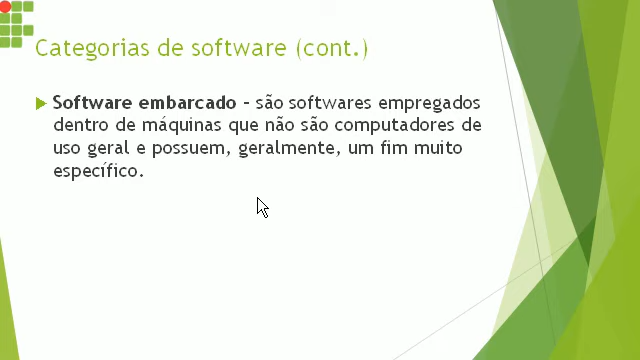 Categorias de software (cont.)
Software embarcado – são softwares empregados
dentro de máquinas que não são computadores de
uso geral e possuem, geralmente, um fim muito
específico.